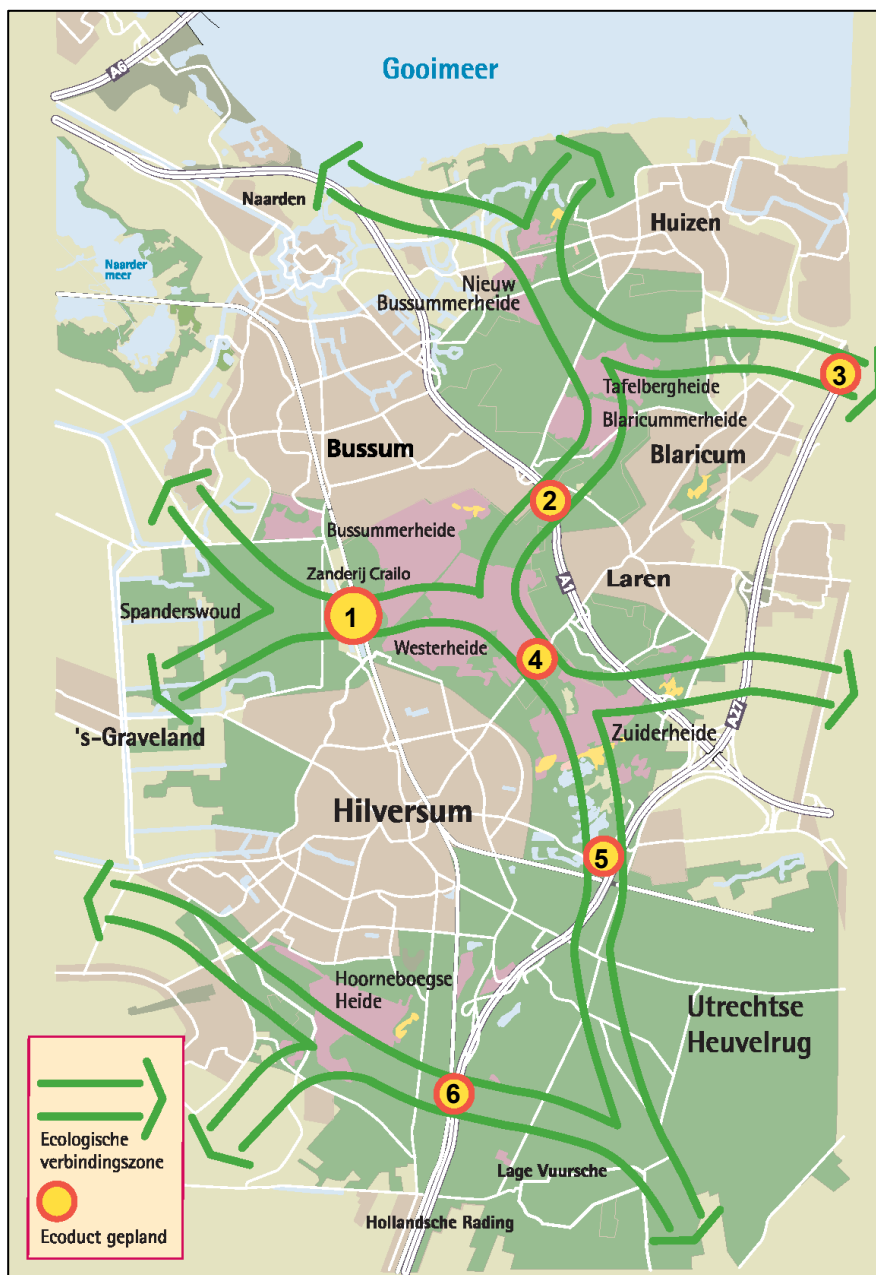 Gooimeer
A6
Naarden
Huizen
Naarder
meer
Nieuw
Bussummerheide
3
Tafelbergheide
Blaricummerheide
Bussum
Blaricum
2
Bussummerheide
Zanderij Crailo
A1
Laren
Spanderswoud
1
Westerheide
4
A27
's-Graveland
Zuiderheide
Hilversum
5
Hoorneboegse
Heide
Utrechtse
Heuvelrug
6
Ecologische
verbindingszone
Lage Vuursche
Hollandsche Rading
Ecoduct gepland